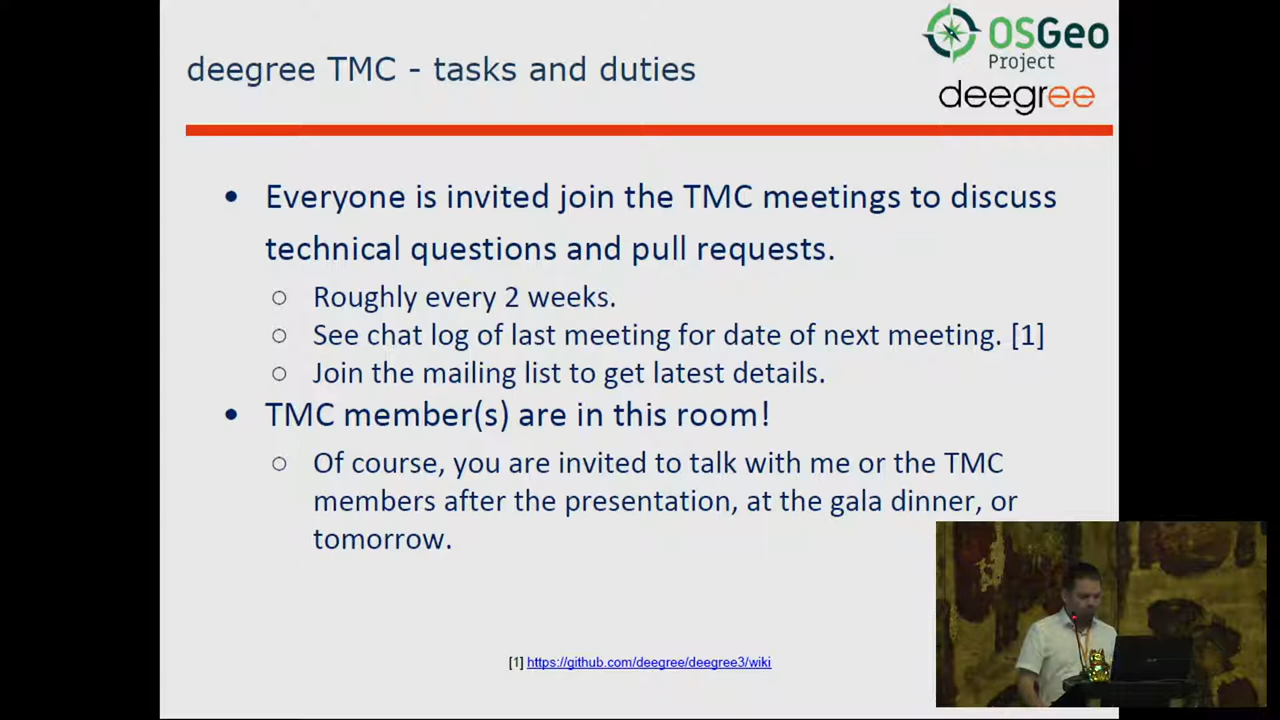 deegree TMC - tasks and duties
OSGeo
Project
deegree
• Everyone is invited join the TMC meetings to discuss
technical questions and pull requests.
○ Roughly every 2 weeks.
○ See chat log of last meeting for date of next meeting. [1]
○ Join the mailing list to get latest details.
• TMC member(s) are in this room!
○ Of course, you are invited to talk with me or the TMC
members after the presentation, at the gala dinner, or
tomorrow.
[1] https://github.com/deegree/deegree3/wiki